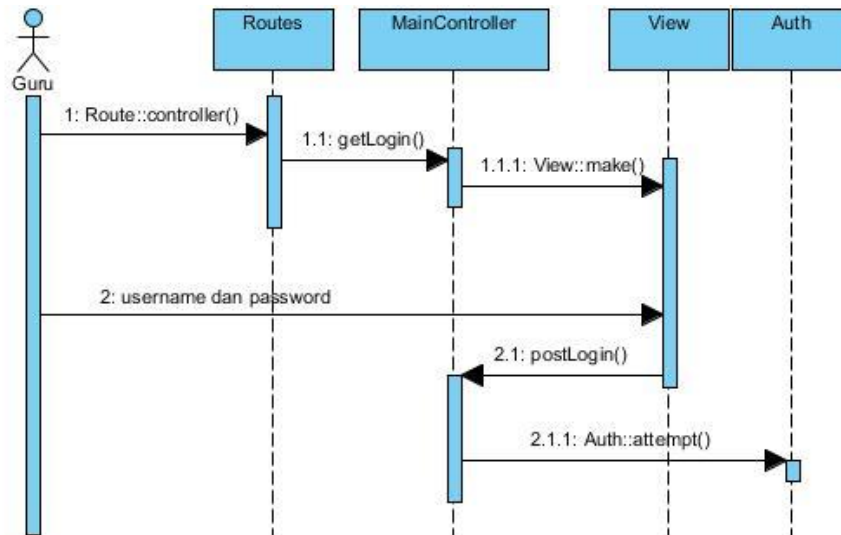 Routes
MainController
View
Auth
Guru
1: Route::controller()
1.1: getLogin()
1.1.1: View::make()
2: username dan password
2.1: postLogin()
2.1.1: Auth::attempt()